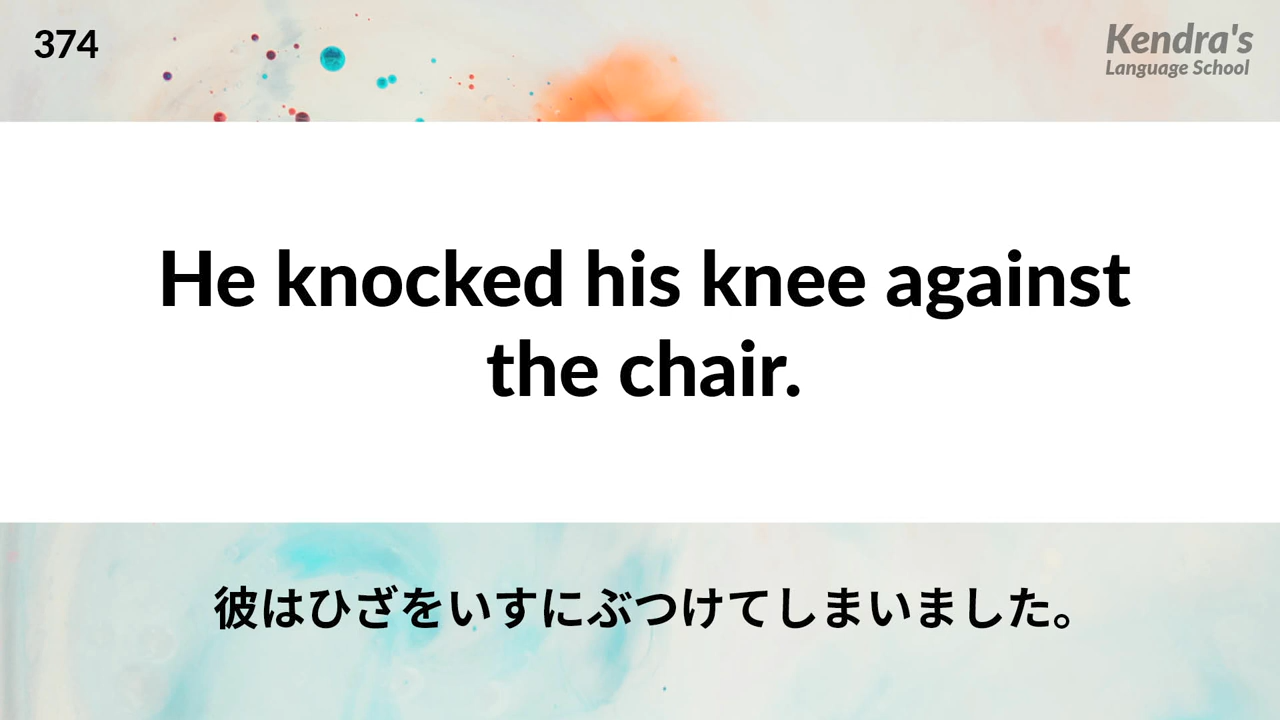 374
Kendra's
Language School
He knocked his knee against
the chair.
彼はひざをいすにぶつけてしまいました。